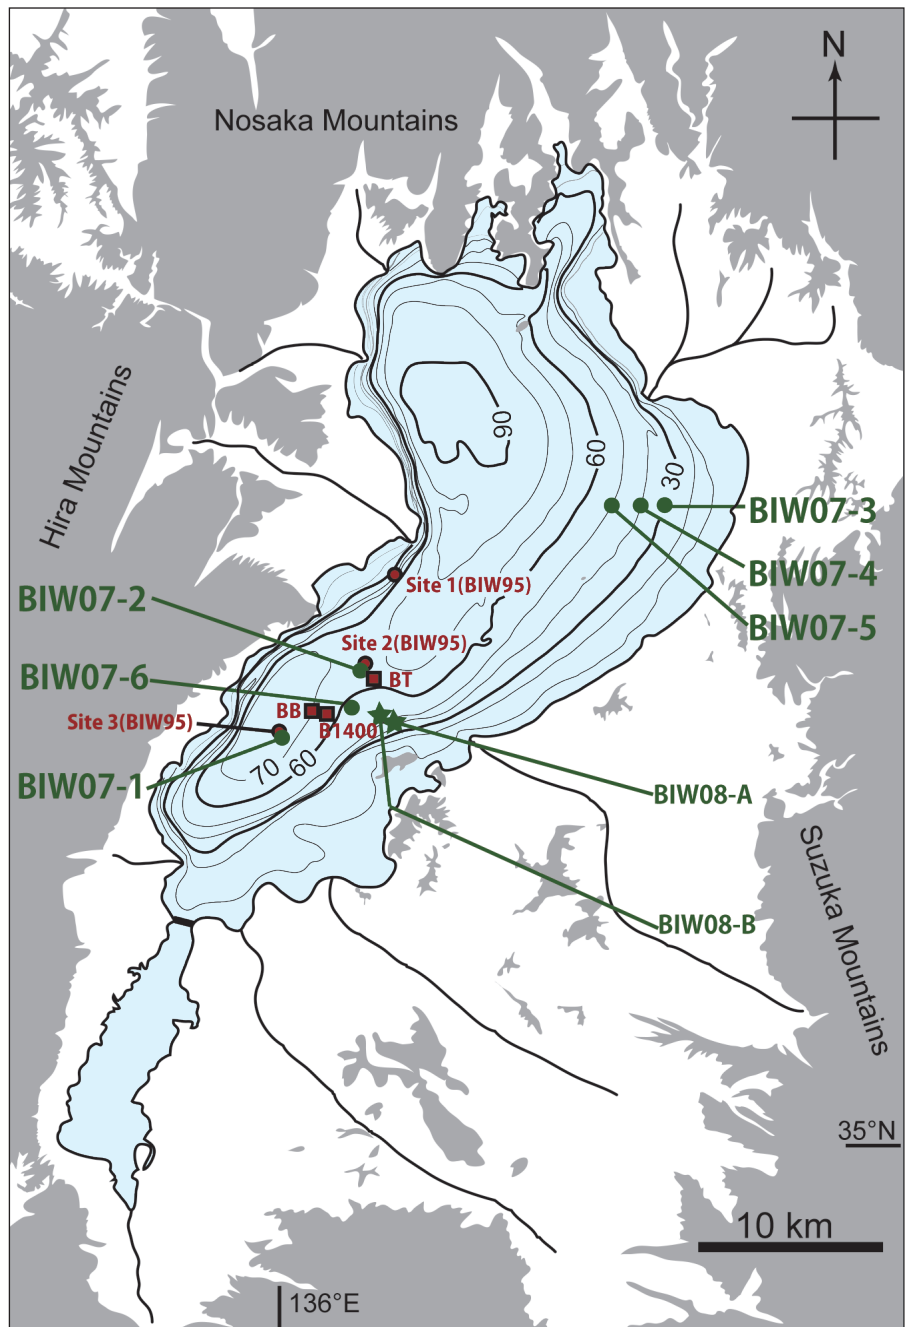 N
Nosaka Mountains
Hira Mountains
90
60
30
BIW07-3
BIW07-4
BIW07-5
Site 1(BIW95)
BIW07-2
Site 2(BIW95)
BT
BIW07-6
BB
B1400
Site 3(BIW95)
70
60
BIW07-1
BIW08-A
BIW08-B
Suzuka Mountains
35°N
10 km
136°E